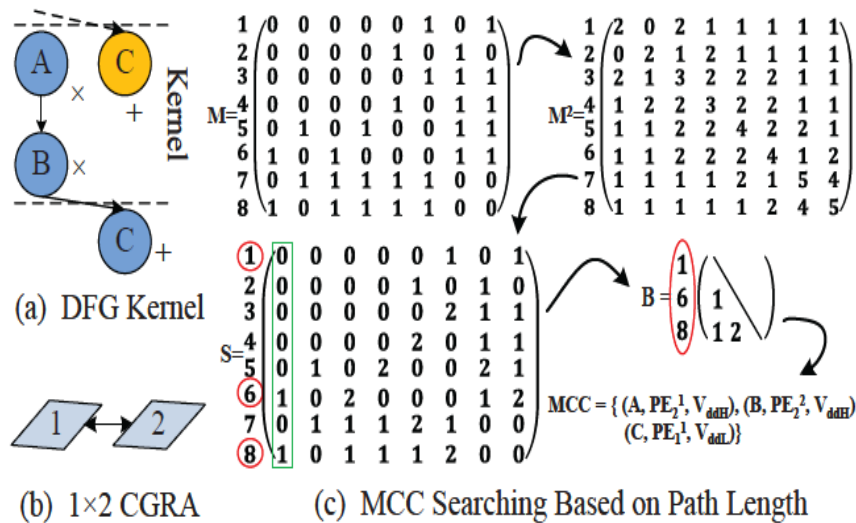 A
C
×
+
Kernel
B
×
C
+
(a) DFG Kernel
1 2
(b) 1×2 CGRA
M=
1 0 0 0 0 0 1 0 1
2 0 0 0 0 1 0 1 0
3 0 0 0 0 0 1 1 1
4 0 0 0 0 1 0 1 1
5 0 1 0 1 0 0 1 1
6 1 0 1 0 0 0 1 1
7 0 1 1 1 1 1 0 0
8 1 0 1 1 1 1 0 0
M²=
1 2 0 2 1 1 1 1 1
2 0 2 1 2 1 1 1 1
3 2 1 3 2 2 2 1 1
4 1 2 2 3 2 2 1 1
5 1 1 2 2 4 2 2 1
6 1 1 2 2 2 4 1 2
7 1 1 1 1 2 1 5 4
8 1 1 1 1 1 2 4 5
S=
1 0 0 0 0 0 1 0 1
2 0 0 0 0 1 0 1 0
3 0 0 0 0 0 2 1 1
4 0 0 0 0 2 0 1 1
5 0 1 0 2 0 0 2 1
6 1 0 2 0 0 0 1 2
7 0 1 1 1 2 1 0 0
8 1 0 1 1 1 2 0 0
B =
1
6 1
8 1 2
MCC = { (A, PE₂¹, VddH), (B, PE₂², VddH)
(C, PE₁¹, VddL)}
(c) MCC Searching Based on Path Length